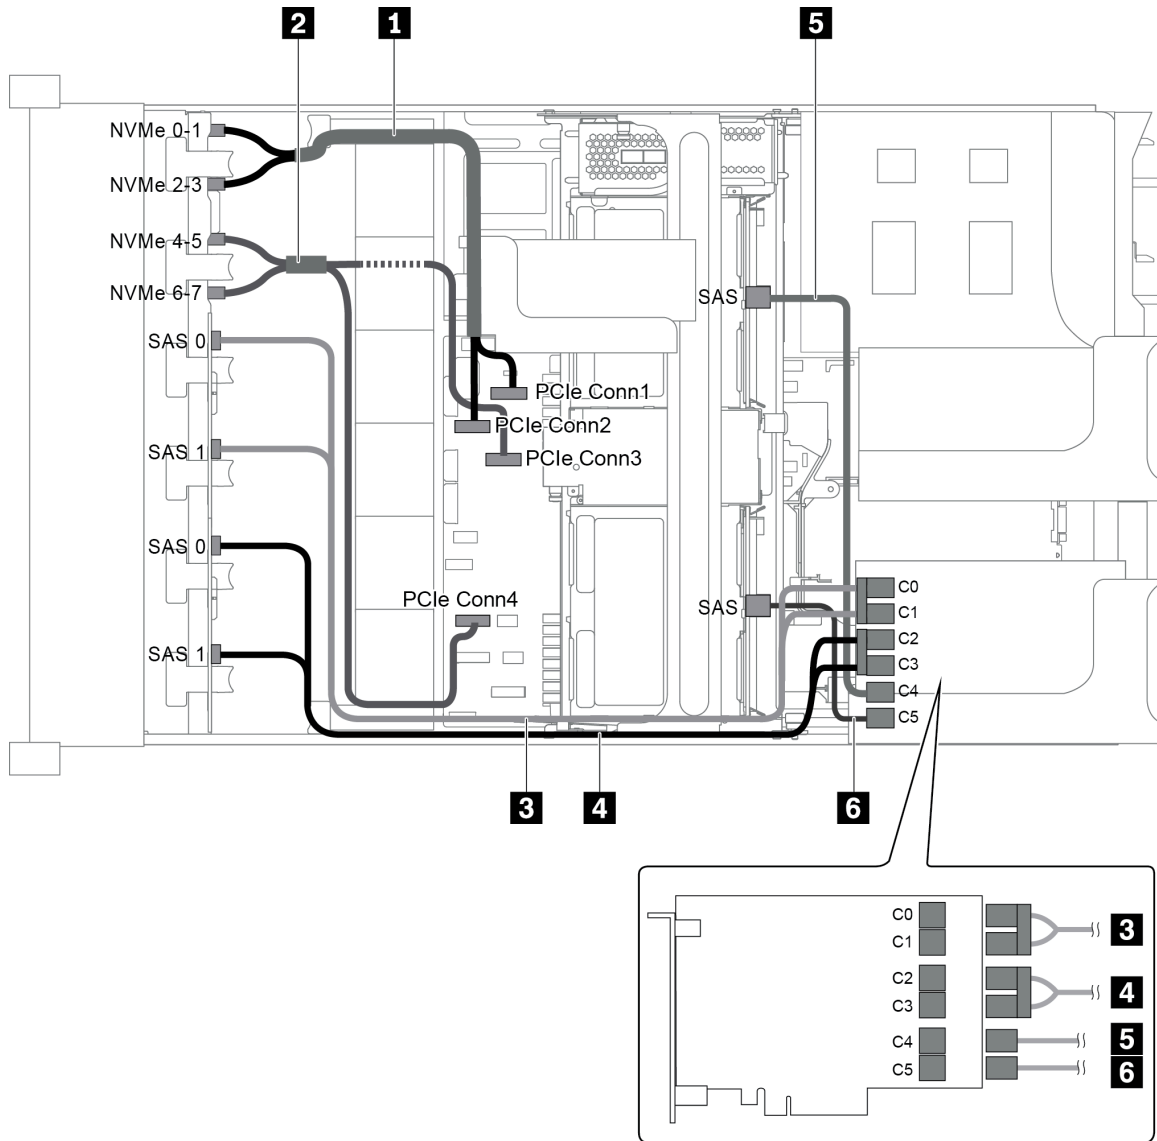 2
1
5
NVMe 0-1
NVMe 2-3
NVMe 4-5
NVMe 6-7
SAS
SAS 0
PCIe Conn1
PCIe Conn2
SAS 1
PCIe Conn3
SAS 0
C0
PCIe Conn4
SAS
C1
C2
SAS 1
C3
C4
C5
3
4
6
C0
C1
3
C2
C3
4
C4
5
C5
6